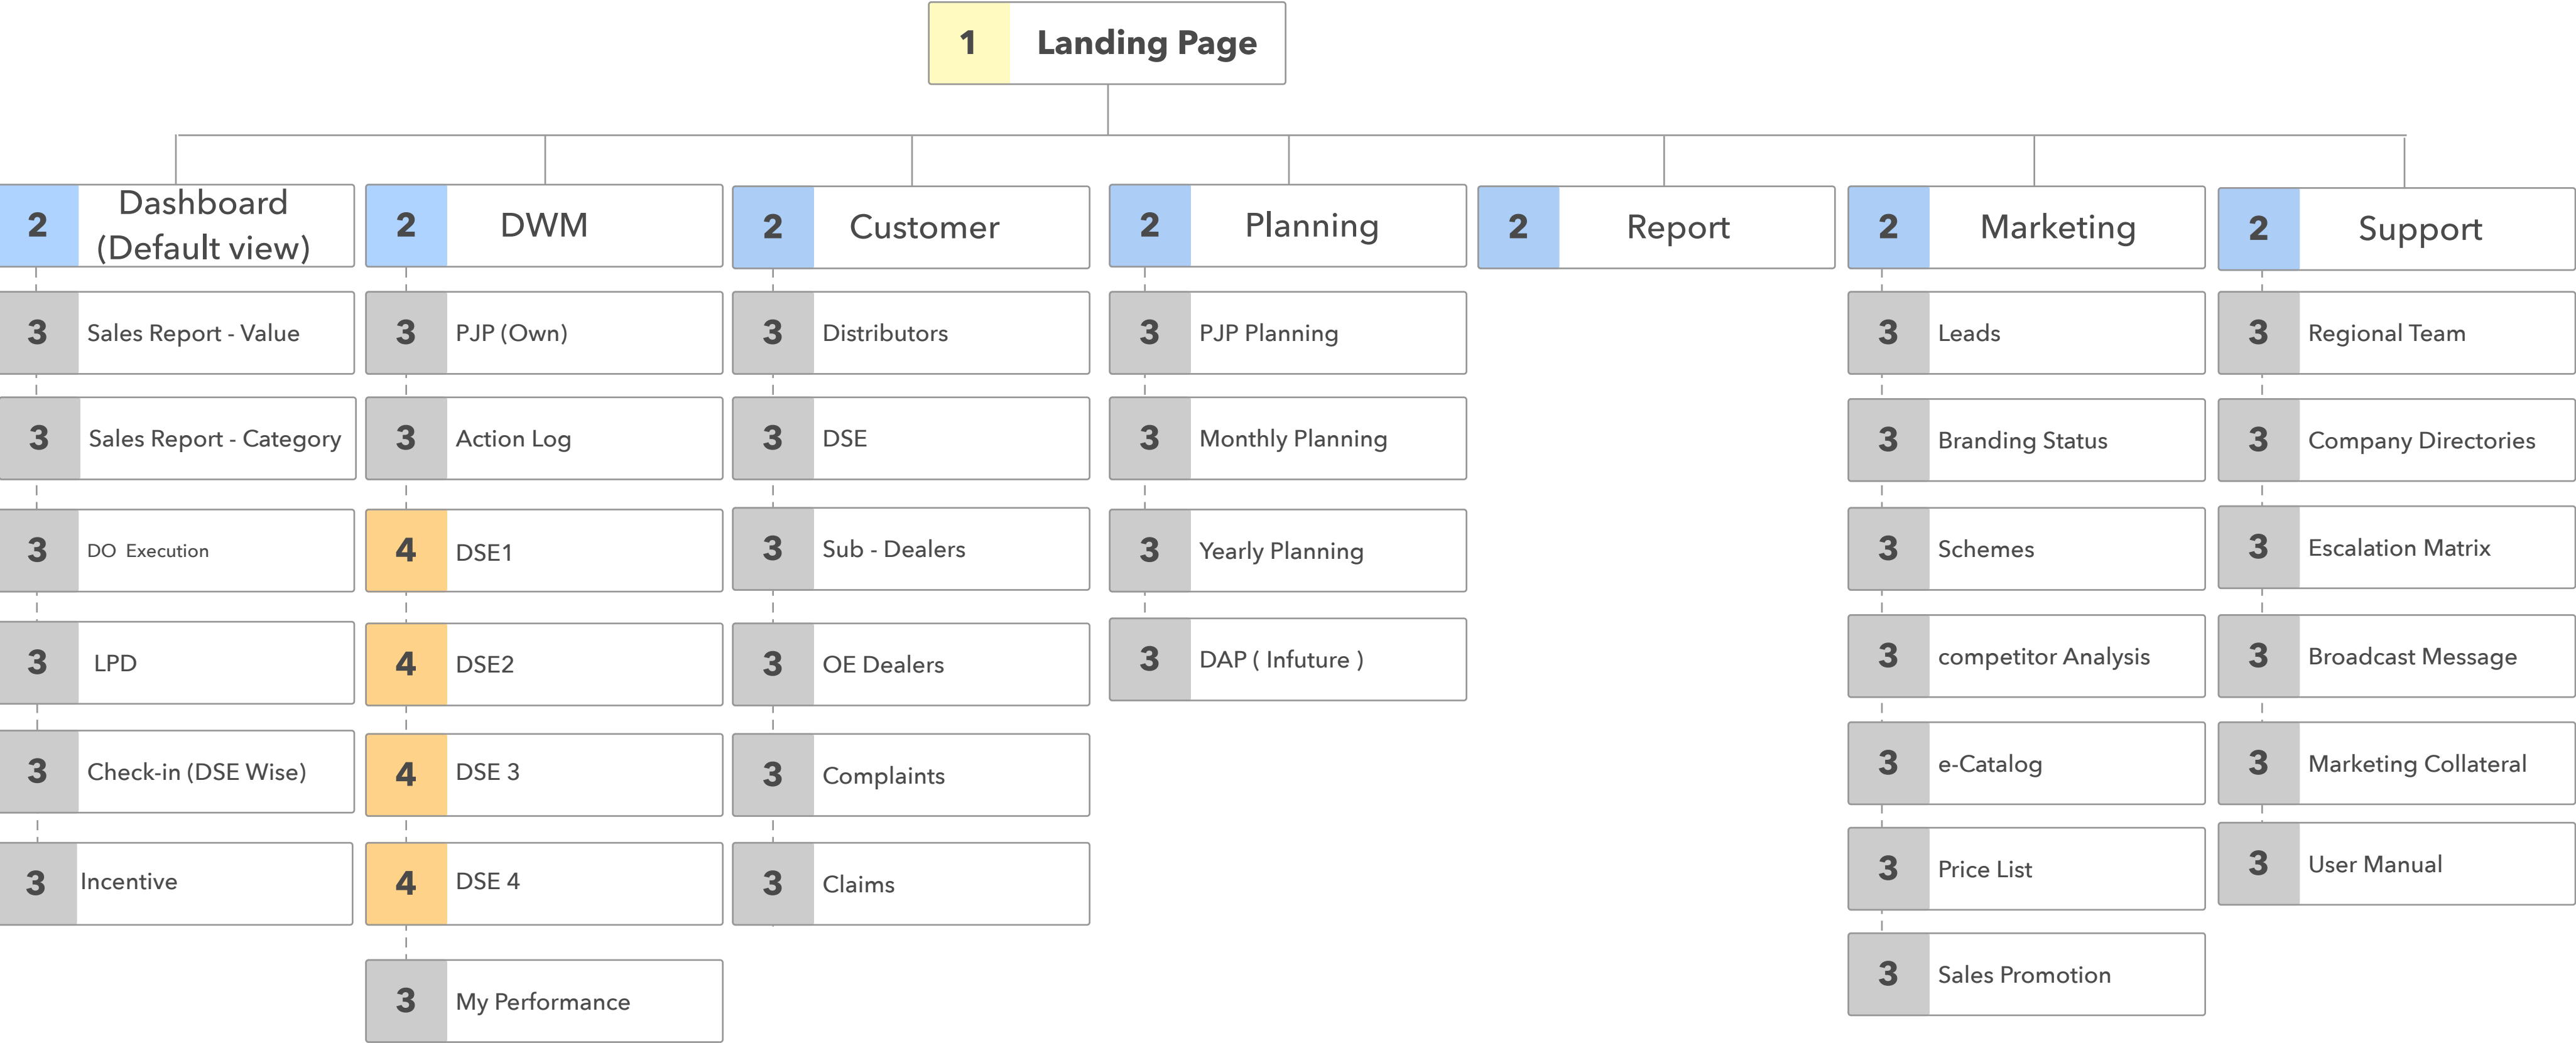 1 Landing Page
2 Dashboard
(Default view)
3 Sales Report - Value
3 Sales Report - Category
3 DO Execution
3 LPD
3 Check-in (DSE Wise)
3 Incentive
2 DWM
3 PJP (Own)
3 Action Log
4 DSE1
4 DSE2
4 DSE 3
4 DSE 4
3 My Performance
2 Customer
3 Distributors
3 DSE
3 Sub - Dealers
3 OE Dealers
3 Complaints
3 Claims
2 Planning
3 PJP Planning
3 Monthly Planning
3 Yearly Planning
3 DAP ( Infuture )
2 Report
2 Marketing
3 Leads
3 Branding Status
3 Schemes
3 competitor Analysis
3 e-Catalog
3 Price List
3 Sales Promotion
2 Support
3 Regional Team
3 Company Directories
3 Escalation Matrix
3 Broadcast Message
3 Marketing Collateral
3 User Manual